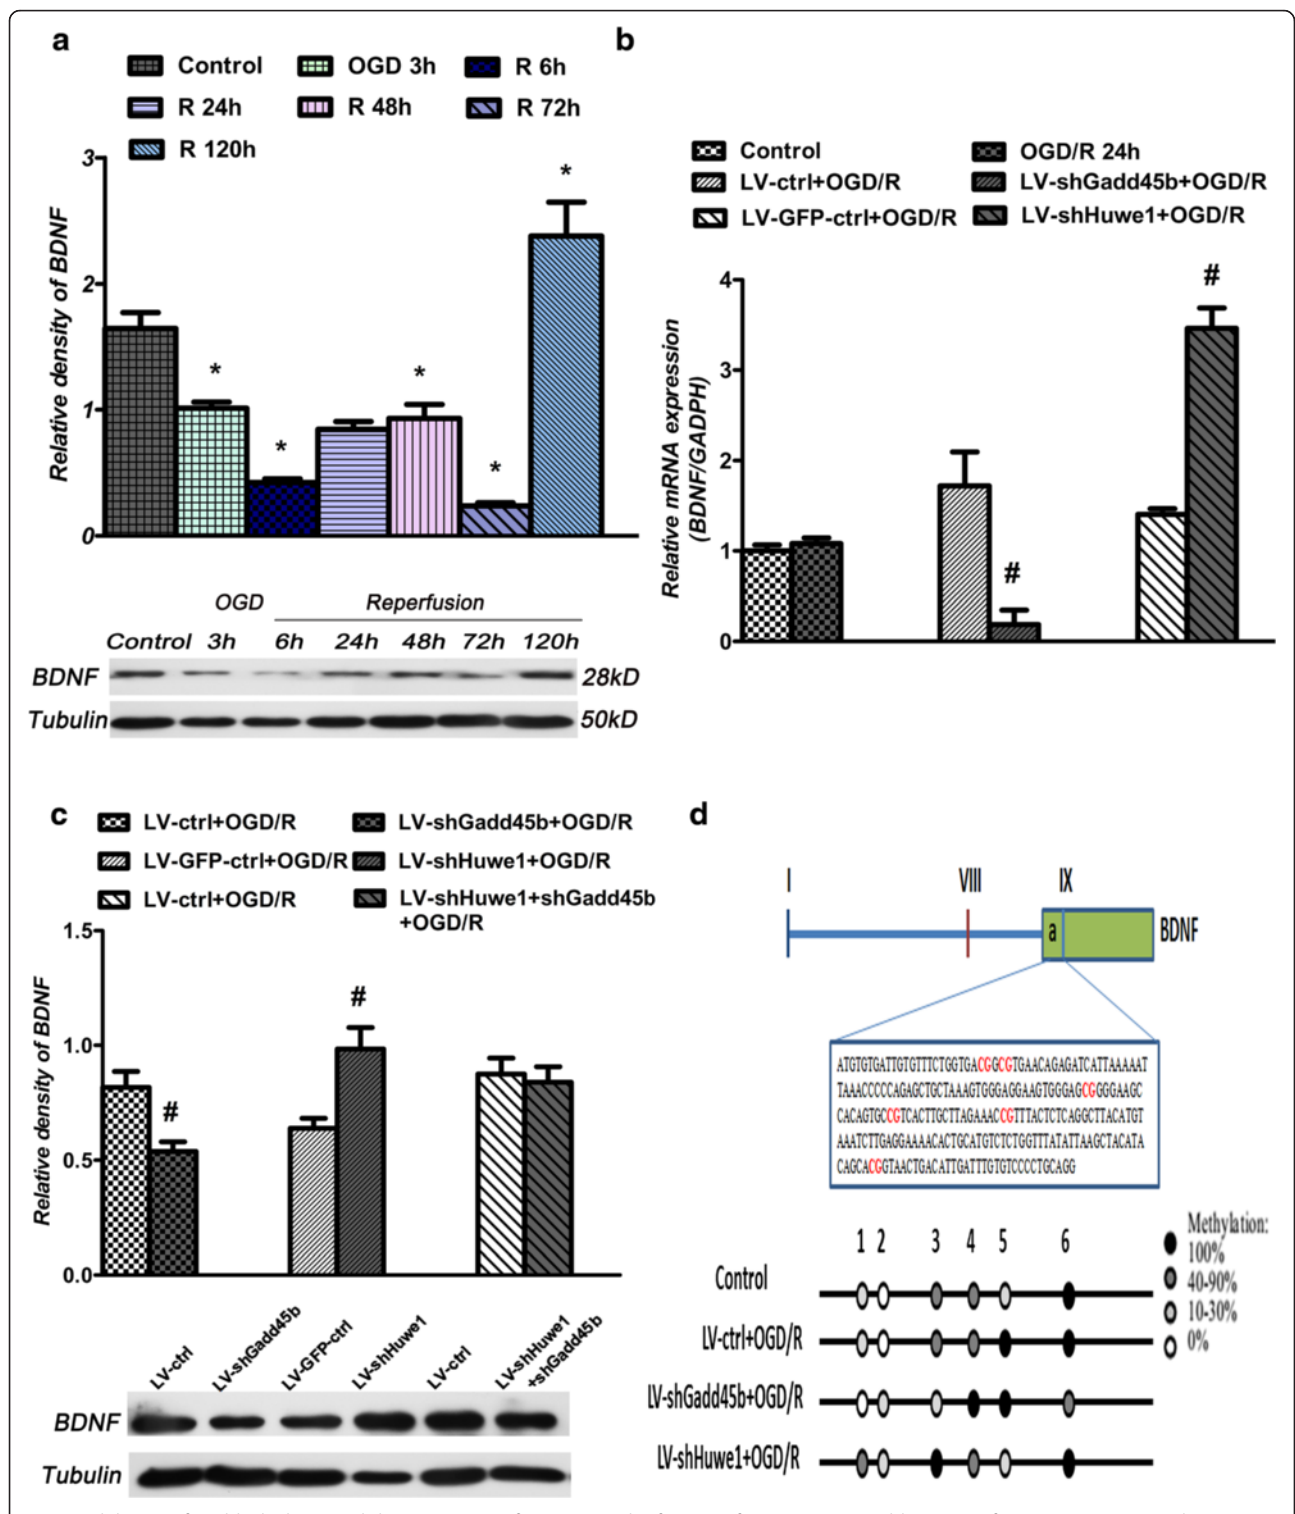 a
Control
OGD 3h
R 6h
R 24h
R 48h
R 72h
R 120h
Relative density of BDNF
3
2
1
0
*
*
*
*
*
OGD
Reperfusion
Control 3h 6h 24h 48h 72h 120h
BDNF
28kD
Tubulin
50kD
b
Control
OGD/R 24h
LV-ctrl+OGD/R
LV-shGadd45b+OGD/R
LV-GFP-ctrl+OGD/R
LV-shHuwe1+OGD/R
Relative mRNA expression
(BDNF/GADPH)
4
3
2
1
0
#
#
c
LV-ctrl+OGD/R
LV-shGadd45b+OGD/R
LV-GFP-ctrl+OGD/R
LV-shHuwe1+OGD/R
LV-ctrl+OGD/R
LV-shHuwe1+shGadd45b
+OGD/R
Relative density of BDNF
1.5
1.0
0.5
0.0
#
#
LV-ctrl
LV-shGadd45b
LV-GFP-ctrl
LV-shHuwe1
LV-ctrl
LV-shHuwe1
+shGadd45b
BDNF
Tubulin
d
I
VIII
IX
a
BDNF
ATGTGTGATTGTGTTTCTGGTGACGGCGTGAACAGAGATCATTAAAAAT
TAAACCCCCAGAGCTGCTAAAGTGGGAGGAAGTGGGAGCGGGGAAGC
CACAGTGCCGTCACTTGCTTAGAAACCGTTTACTCTCAGGCTTACATGT
AAATCTTGAGGAAAACACTGCATGTCTCTGGTTTATATTAAGCTACATA
CAGCACGGTAACTGACATTGATTTGTGTCCCCTGCAGG
1 2 3 4 5 6
Control
LV-ctrl+OGD/R
LV-shGadd45b+OGD/R
LV-shHuwe1+OGD/R
Methylation:
100%
40-90%
10-30%
0%